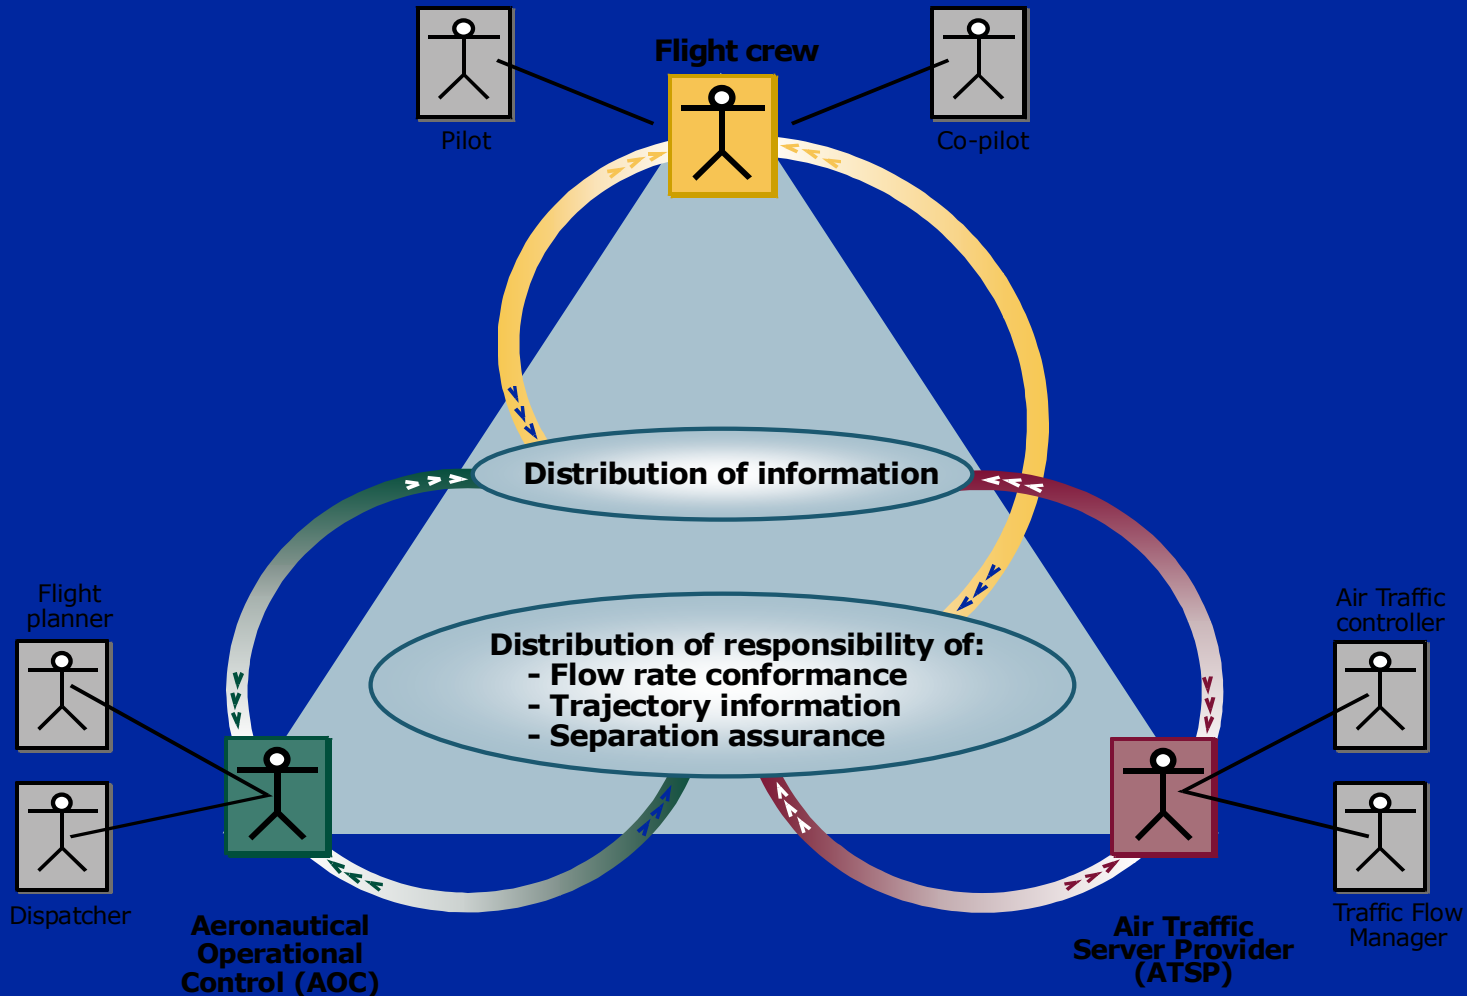 Flight crew
Pilot
Co-pilot
Distribution of information
Flight
planner
Air Traffic
controller
Distribution of responsibility of:
- Flow rate conformance
- Trajectory information
- Separation assurance
Dispatcher
Aeronautical
Operational
Control (AOC)
Air Traffic
Server Provider
(ATSP)
Traffic Flow
Manager